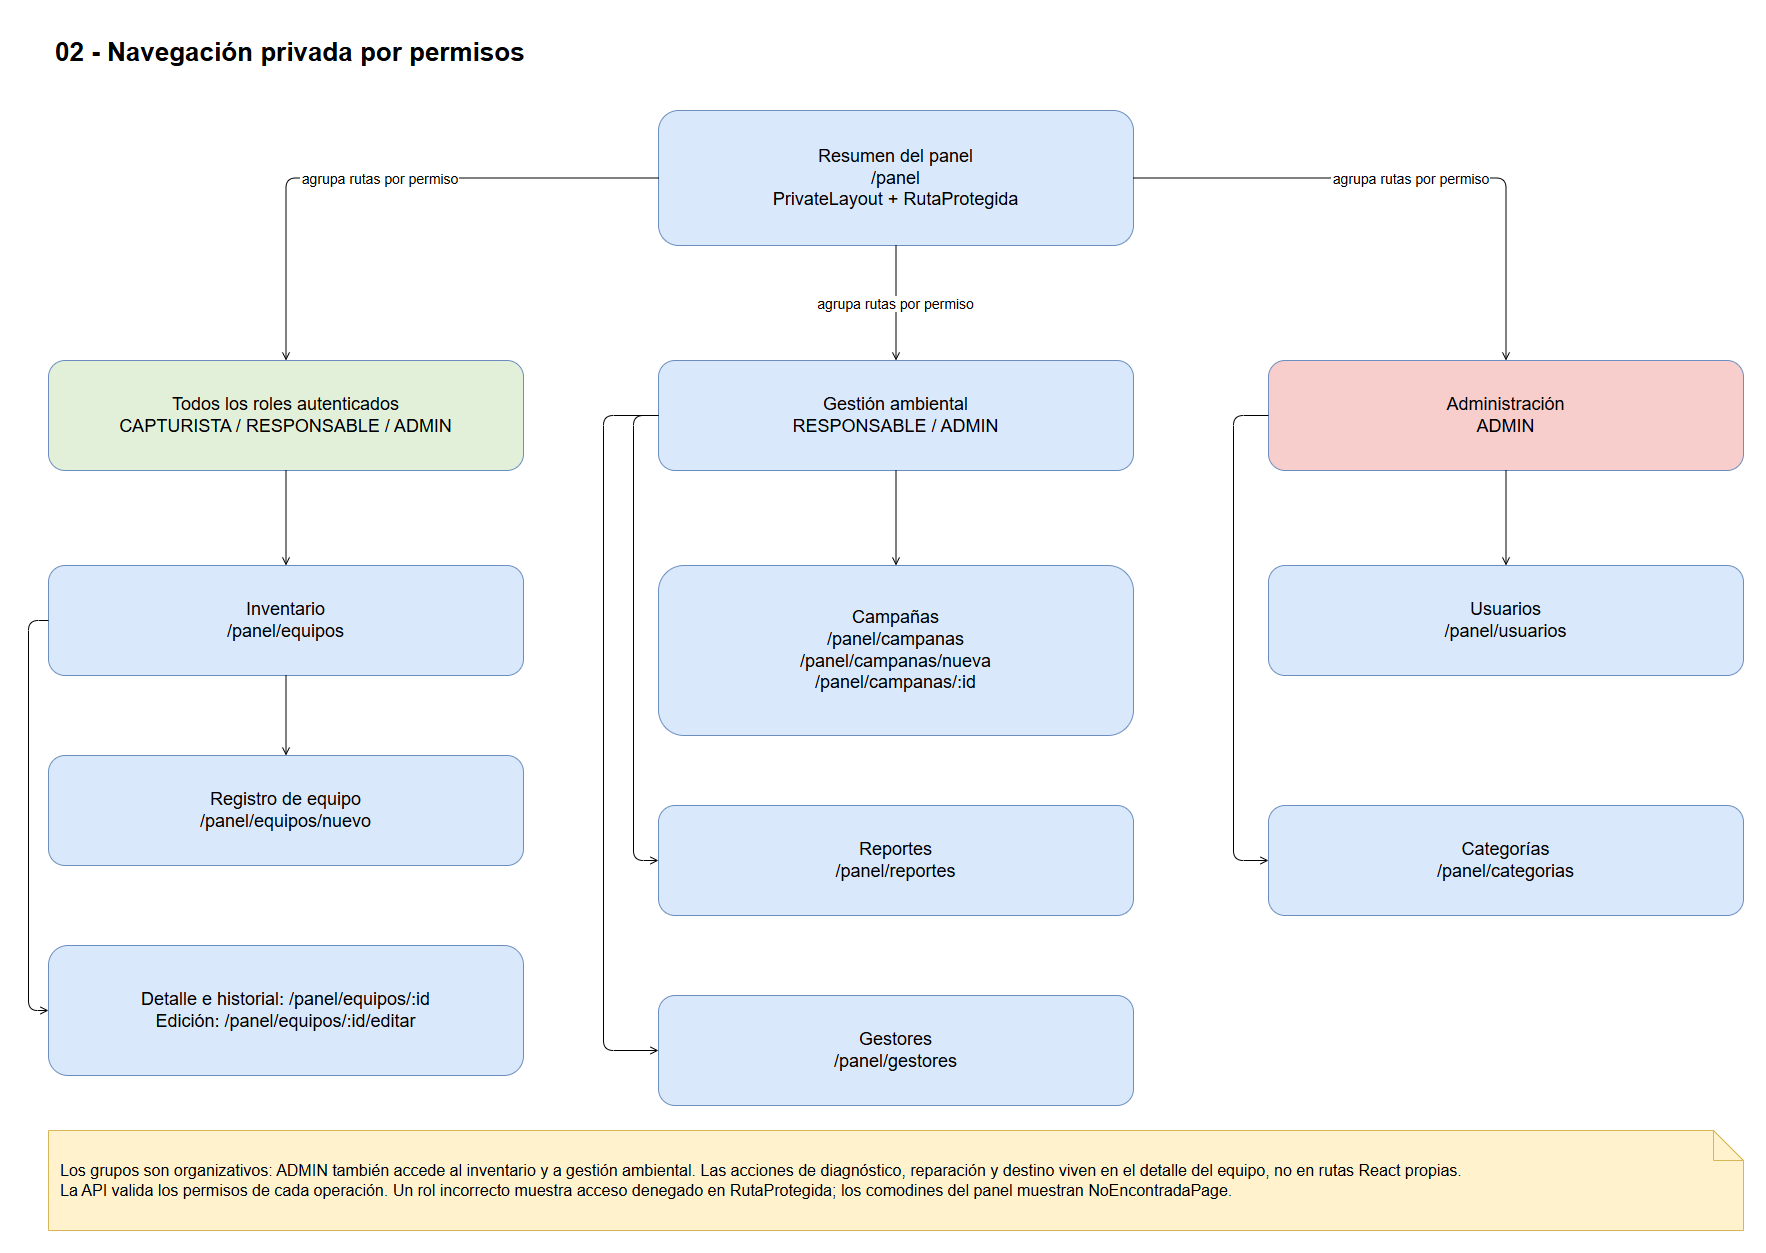 02 - Navegación privada por permisos
Resumen del panel
/panel
PrivateLayout + RutaProtegida
agrupa rutas por permiso
agrupa rutas por permiso
agrupa rutas por permiso
Todos los roles autenticados
CAPTURISTA / RESPONSABLE / ADMIN
Gestión ambiental
RESPONSABLE / ADMIN
Administración
ADMIN
Inventario
/panel/equipos
Campañas
/panel/campanas
/panel/campanas/nueva
/panel/campanas/:id
Usuarios
/panel/usuarios
Registro de equipo
/panel/equipos/nuevo
Reportes
/panel/reportes
Categorías
/panel/categorias
Detalle e historial: /panel/equipos/:id
Edición: /panel/equipos/:id/editar
Gestores
/panel/gestores
Los grupos son organizativos: ADMIN también accede al inventario y a gestión ambiental. Las acciones de diagnóstico, reparación y destino viven en el detalle del equipo, no en rutas React propias.
La API valida los permisos de cada operación. Un rol incorrecto muestra acceso denegado en RutaProtegida; los comodines del panel muestran NoEncontradaPage.